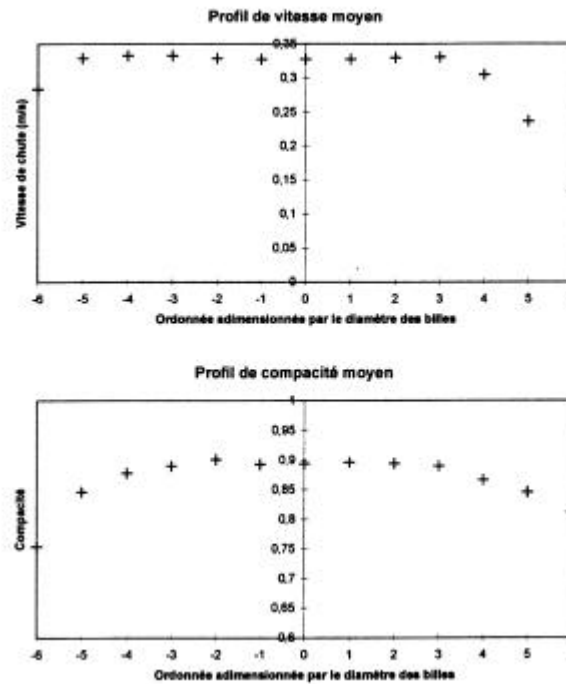 Profil de vitesse moyen
0,35
0,3
0,25
0,2
0,15
0,1
0,05
0
Vitesse de chute (m/s)
-6 -5 -4 -3 -2 -1 0 1 2 3 4 5
Ordonnée adimensionnée par le diamètre des billes
Profil de compacité moyen
1
0,95
0,9
0,85
0,8
0,75
0,7
0,65
0,6
Compacité
-6 -5 -4 -3 -2 -1 0 1 2 3 4 5
Ordonnée adimensionnée par le diamètre des billes